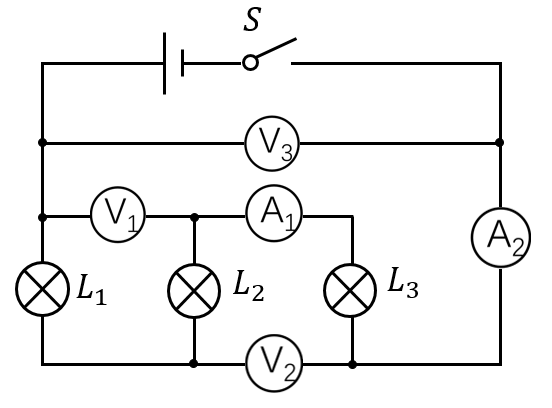 S
V₃
V₁
A₁
A₂
L₁
L₂
L₃
V₂